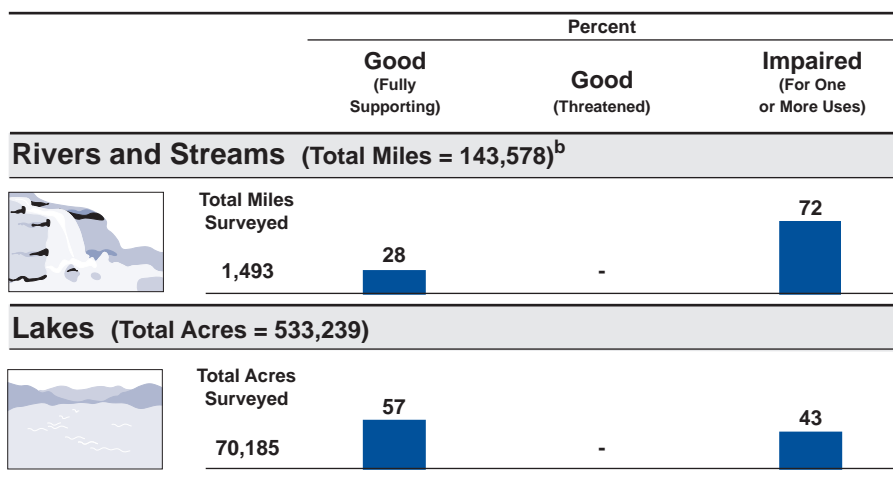 Percent
Good
(Fully
Supporting)
Good
(Threatened)
Impaired
(For One
or More Uses)
Rivers and Streams (Total Miles = 143,578)b
Total Miles
Surveyed
1,493
28
-
72
Lakes (Total Acres = 533,239)
Total Acres
Surveyed
70,185
57
-
43